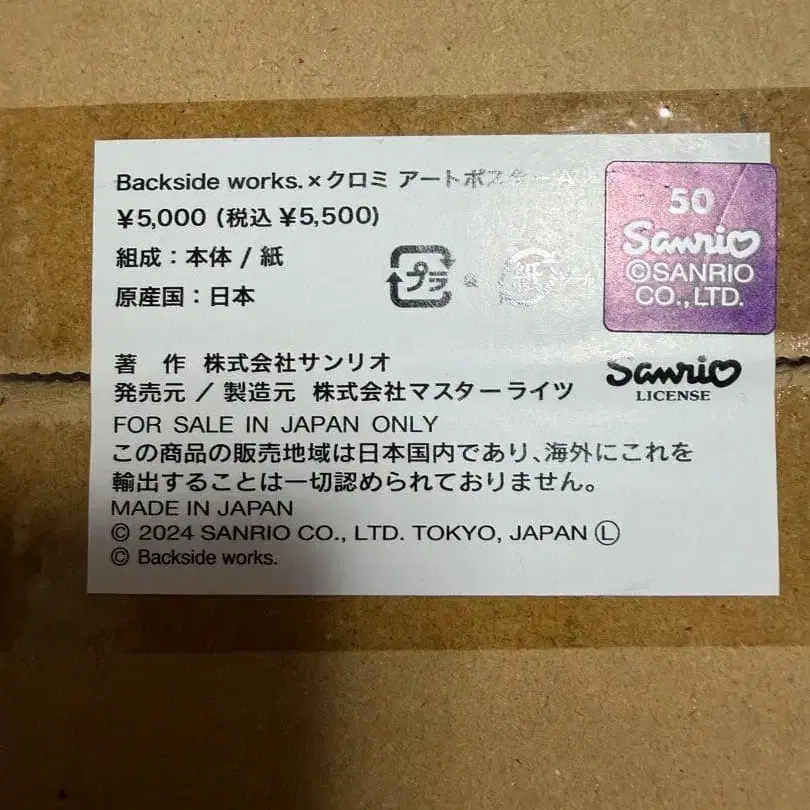 Backside works.×クロミ アートポスター
¥5,000 (税込 ¥5,500)
組成：本体 / 紙
原産国：日本
プラ
紙
50
Sanrio
©SANRIO
CO., LTD.
著　作　株式会社サンリオ
発売元 / 製造元　株式会社マスターライツ
Sanrio
LICENSE
FOR SALE IN JAPAN ONLY
この商品の販売地域は日本国内であり、海外にこれを
輸出することは一切認められておりません。
MADE IN JAPAN
© 2024 SANRIO CO., LTD. TOKYO, JAPAN Ⓛ
© Backside works.